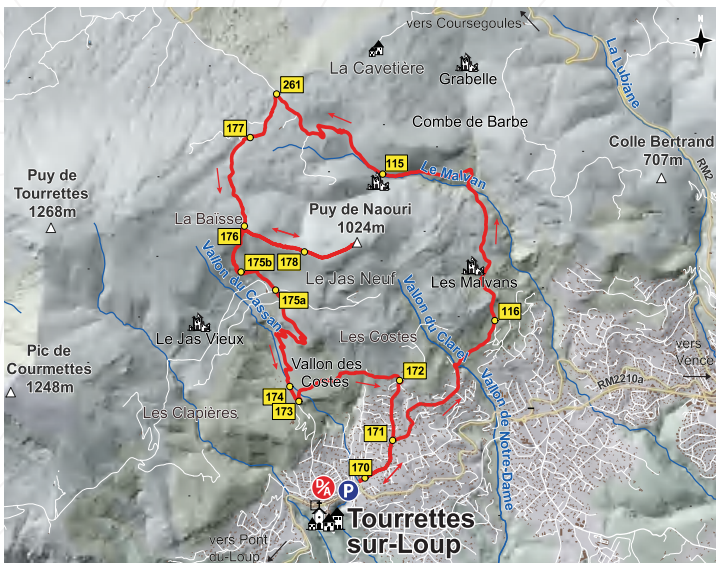 vers Coursegoules
N
La Cavetière
Grabelle
La Lubiane
261
Combe de Barbe
177
Colle Bertrand
707m
RM2
115
Le Malvan
Puy de
Tourrettes
1268m
La Baïsse
Puy de Naouri
1024m
176
178
175b
Le Jas Neuf
Les Malvans
Vallon du Cassan
175a
Vallon du Clarel
116
Le Jas Vieux
Les Costes
vers
Vence
Pic de
Courmettes
1248m
Vallon des
Costes
172
RM2210a
174
173
Les Clapières
Vallon de Notre-Dame
171
170
D/A
P
Tourrettes
sur-Loup
vers Pont
du-Loup